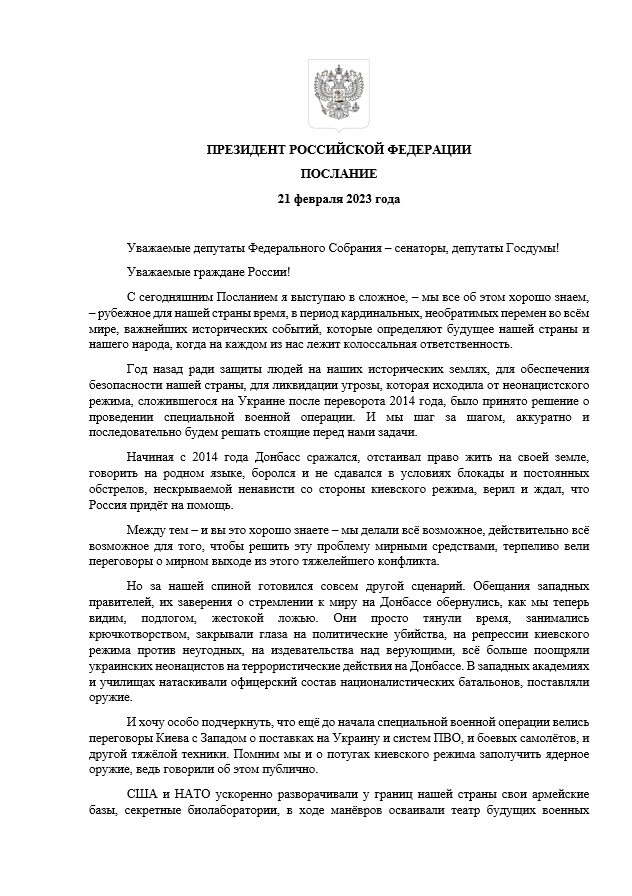 ПРЕЗИДЕНТ РОССИЙСКОЙ ФЕДЕРАЦИИ
ПОСЛАНИЕ
21 февраля 2023 года
Уважаемые депутаты Федерального Собрания – сенаторы, депутаты Госдумы!
Уважаемые граждане России!
С сегодняшним Посланием я выступаю в сложное, – мы все об этом хорошо знаем,
– рубежное для нашей страны время, в период кардинальных, необратимых перемен во всём
мире, важнейших исторических событий, которые определяют будущее нашей страны и
нашего народа, когда на каждом из нас лежит колоссальная ответственность.
Год назад ради защиты людей на наших исторических землях, для обеспечения
безопасности нашей страны, для ликвидации угрозы, которая исходила от неонацистского
режима, сложившегося на Украине после переворота 2014 года, было принято решение о
проведении специальной военной операции. И мы шаг за шагом, аккуратно и
последовательно будем решать стоящие перед нами задачи.
Начиная с 2014 года Донбасс сражался, отстаивал право жить на своей земле,
говорить на родном языке, боролся и не сдавался в условиях блокады и постоянных
обстрелов, нескрываемой ненависти со стороны киевского режима, верил и ждал, что
Россия придёт на помощь.
Между тем – и вы это хорошо знаете – мы делали всё возможное, действительно всё
возможное для того, чтобы решить эту проблему мирными средствами, терпеливо вели
переговоры о мирном выходе из этого тяжелейшего конфликта.
Но за нашей спиной готовился совсем другой сценарий. Обещания западных
правителей, их заверения о стремлении к миру на Донбассе обернулись, как мы теперь
видим, подлогом, жестокой ложью. Они просто тянули время, занимались
крючкотворством, закрывали глаза на политические убийства, на репрессии киевского
режима против неугодных, на издевательства над верующими, всё больше поощряли
украинских неонацистов на террористические действия на Донбассе. В западных академиях
и училищах натаскивали офицерский состав националистических батальонов, поставляли
оружие.
И хочу особо подчеркнуть, что ещё до начала специальной военной операции велись
переговоры Киева с Западом о поставках на Украину и систем ПВО, и боевых самолётов, и
другой тяжёлой техники. Помним мы и о потугах киевского режима заполучить ядерное
оружие, ведь говорили об этом публично.
США и НАТО ускоренно разворачивали у границ нашей страны свои армейские
базы, секретные биолаборатории, в ходе манёвров осваивали театр будущих военных